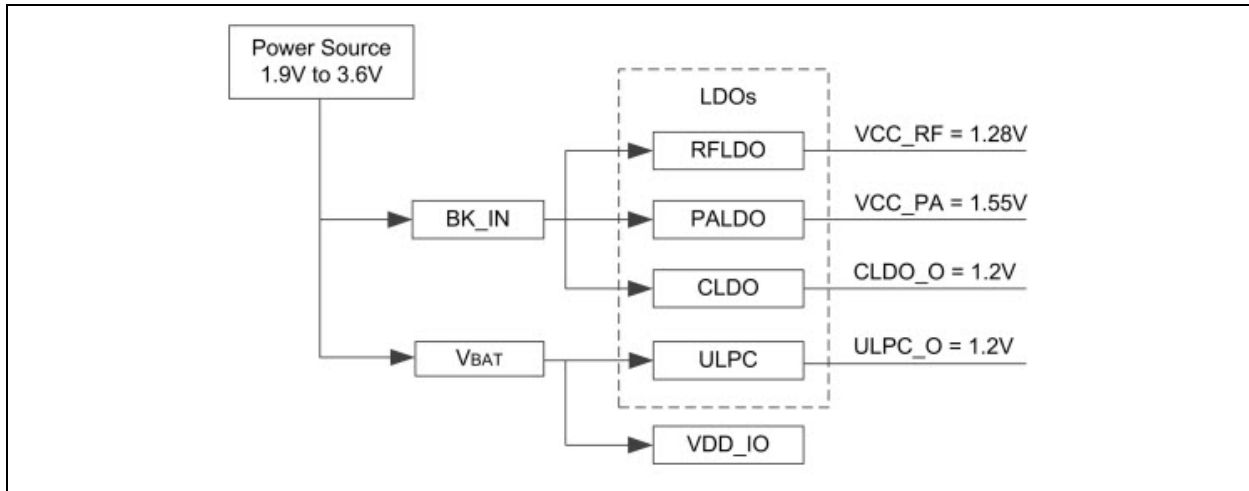 Power Source
1.9V to 3.6V
LDOs
RFLDO
VCC_RF = 1.28V
BK_IN
PALDO
VCC_PA = 1.55V
CLDO
CLDO_O = 1.2V
VBAT
ULPC
ULPC_O = 1.2V
VDD_IO